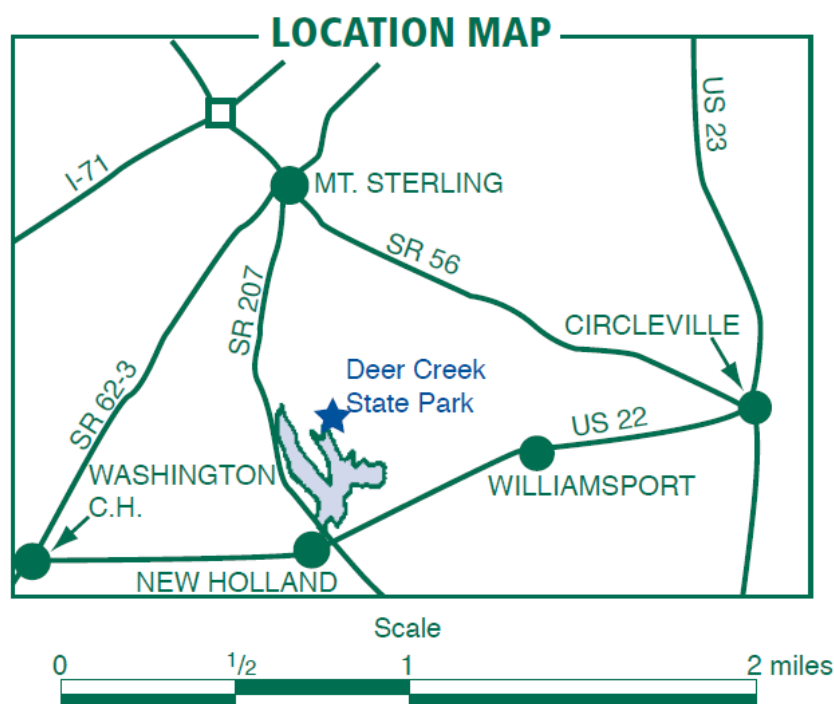 LOCATION MAP
US 23
I-71
MT. STERLING
SR 56
SR 207
CIRCLEVILLE
Deer Creek
State Park
SR 62-3
US 22
WASHINGTON
C.H.
WILLIAMSPORT
NEW HOLLAND
Scale
0 1/2 1 2 miles